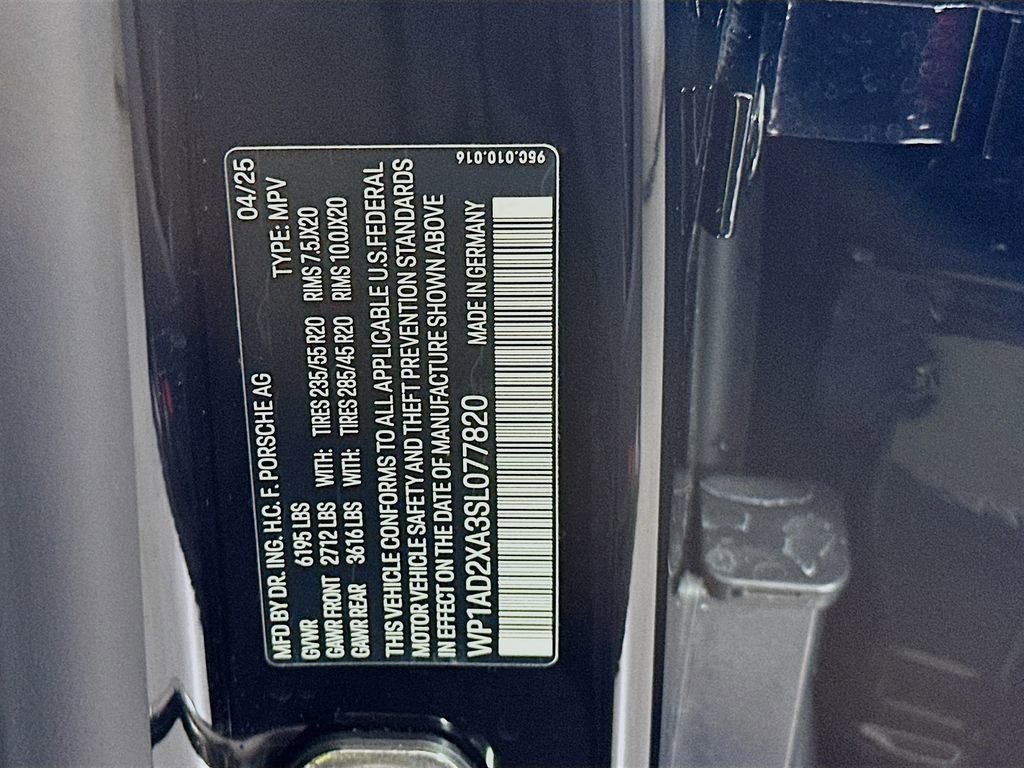 MFD BY DR. ING. H.C. F. PORSCHE AG 04/25
GVWR 6195 LBS TYPE: MPV
GAWR FRONT 2712 LBS WITH: TIRES 235/55 R20 RIMS 7.5JX20
GAWR REAR 3616 LBS WITH: TIRES 285/45 R20 RIMS 10.0JX20
THIS VEHICLE CONFORMS TO ALL APPLICABLE U.S. FEDERAL
MOTOR VEHICLE SAFETY AND THEFT PREVENTION STANDARDS
IN EFFECT ON THE DATE OF MANUFACTURE SHOWN ABOVE
WP1AD2XA3SL077820 MADE IN GERMANY
95C.010.016